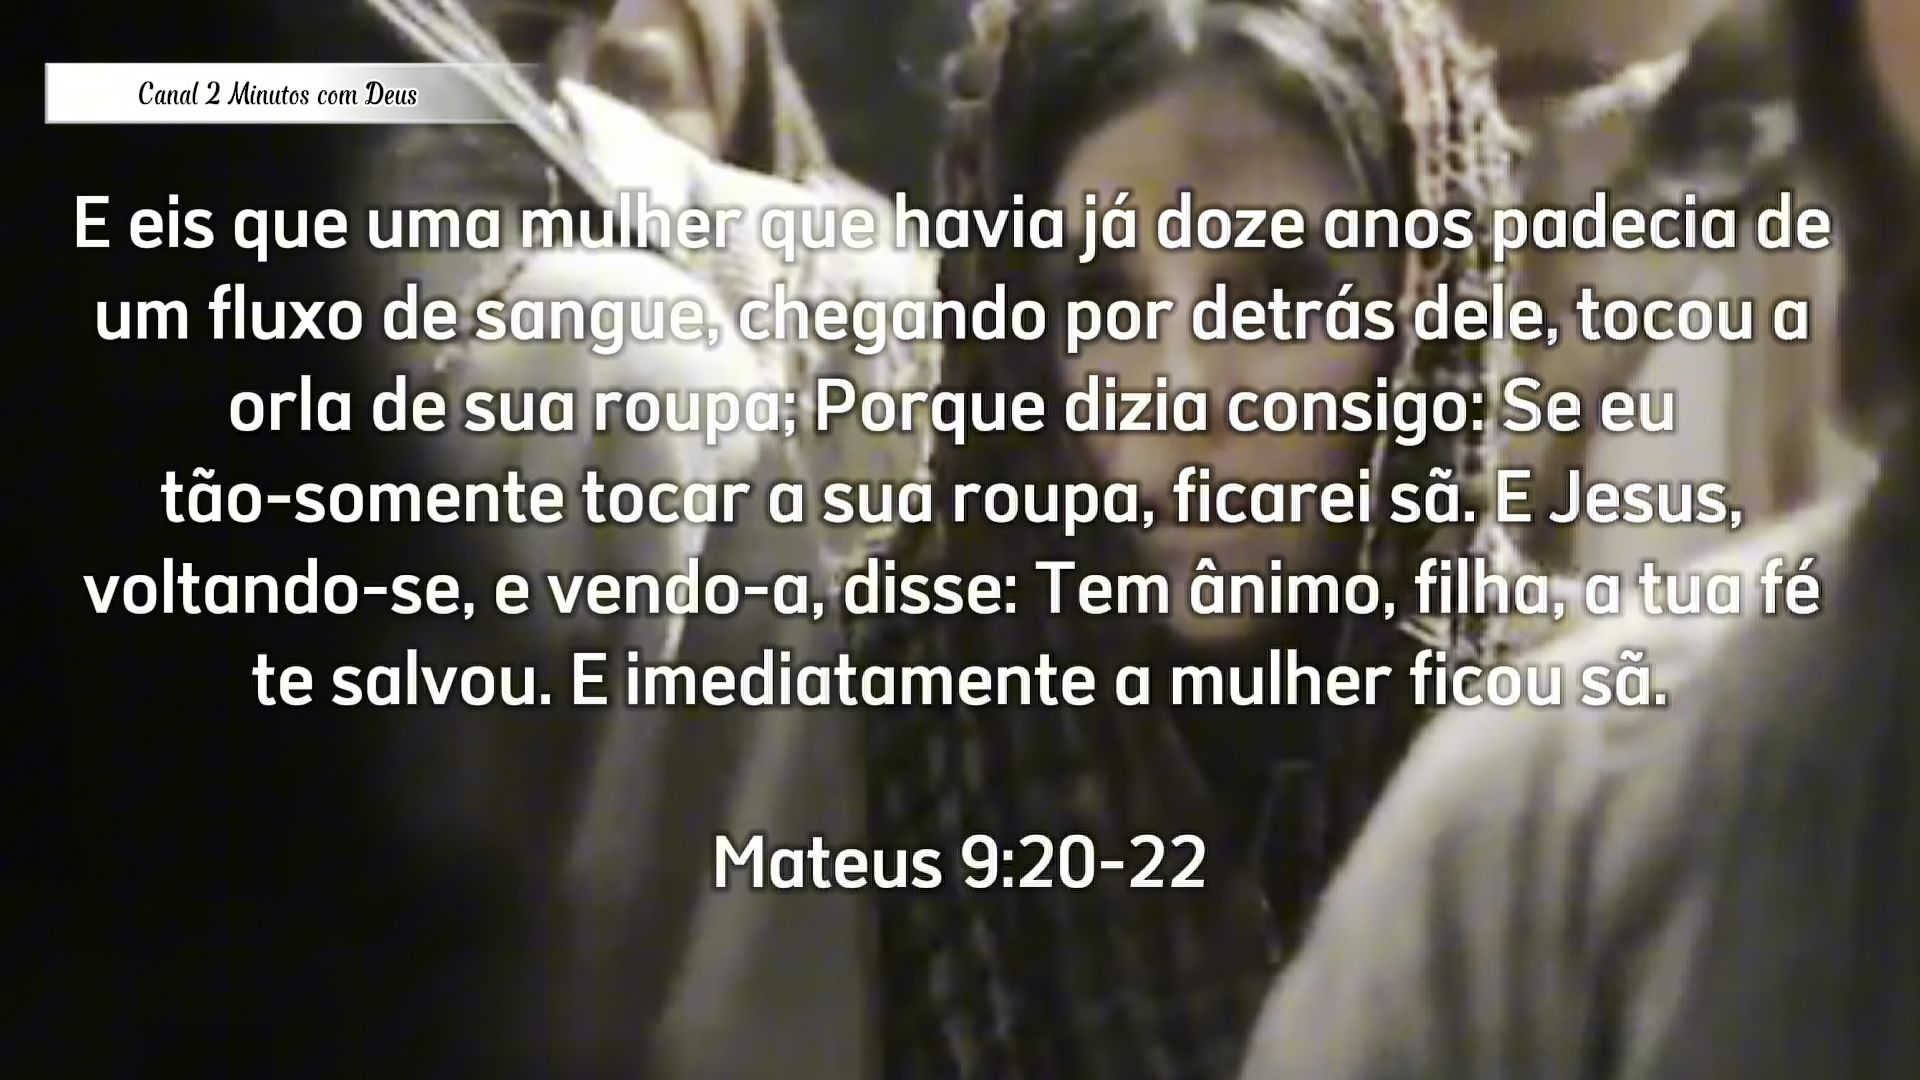 Canal 2 Minutos com Deus
E eis que uma mulher que havia já doze anos padecia de
um fluxo de sangue, chegando por detrás dele, tocou a
orla de sua roupa; Porque dizia consigo: Se eu
tão-somente tocar a sua roupa, ficarei sã. E Jesus,
voltando-se, e vendo-a, disse: Tem ânimo, filha, a tua fé
te salvou. E imediatamente a mulher ficou sã.
Mateus 9:20-22